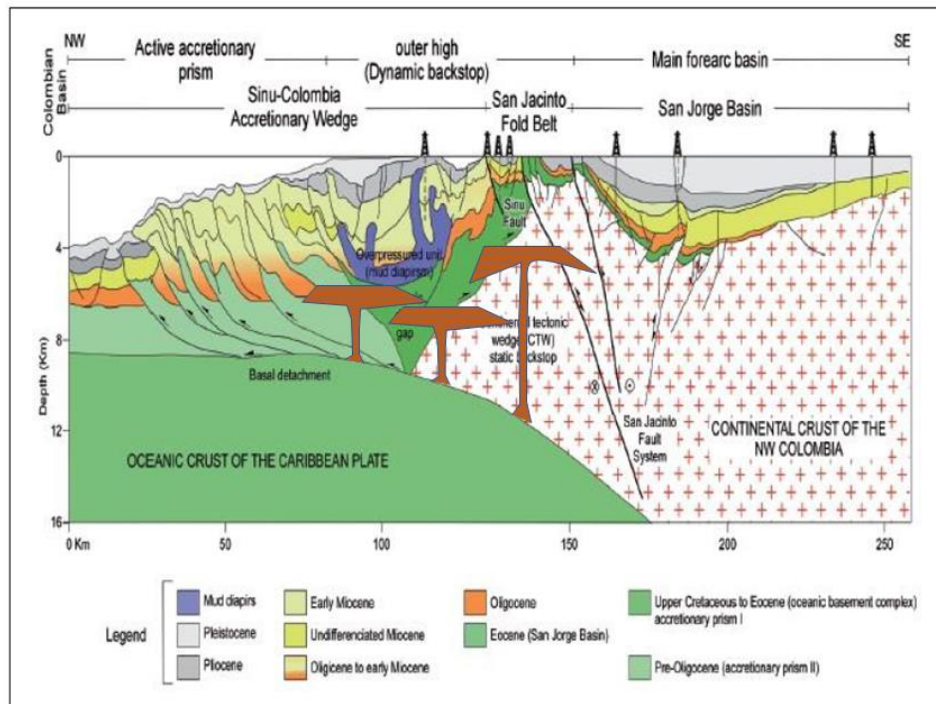 NW
Active accretionary
prism
outer high
(Dynamic backstop)
Main forearc basin
SE
Colombian
Basin
Sinu-Colombia
Accretionary Wedge
San Jacinto
Fold Belt
San Jorge Basin
0
4
8
12
16
Depth (Km)
Sinu
Fault
Overpressured unit
(mud diapirsm)
gap
tectonic
wedge (CTW)
static backstop
Basal detachment
San Jacinto
Fault
System
OCEANIC CRUST OF THE CARIBBEAN PLATE
CONTINENTAL CRUST OF THE
NW COLOMBIA
0 Km
50
100
150
200
250
Legend
Mud diapirs
Pleistocene
Pliocene
Early Miocene
Undifferenciated Miocene
Oligicene to early Miocene
Oligocene
Eocene (San Jorge Basin)
Upper Cretaceous to Eocene (oceanic basement complex)
accretionary prism I
Pre-Oligocene (accretionary prism II)